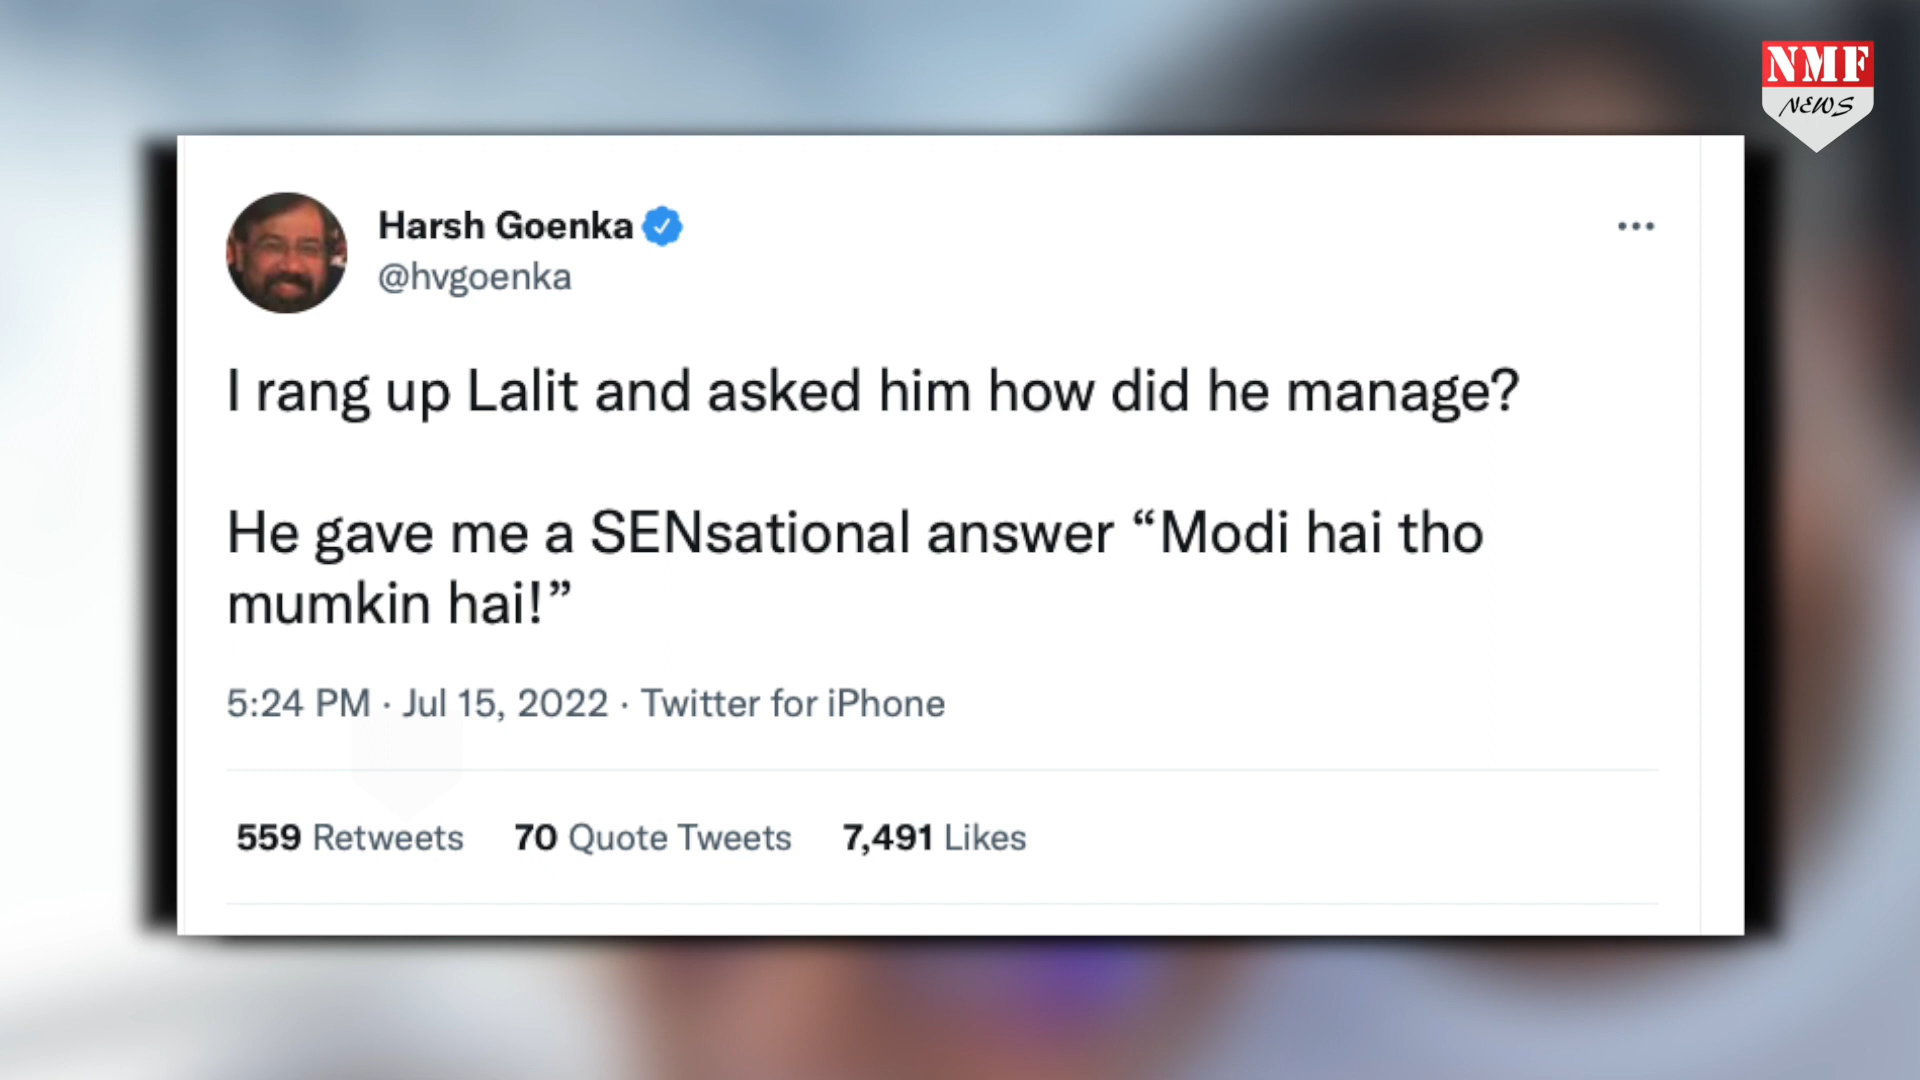 NMF
NEWS
Harsh Goenka
@hvgoenka
I rang up Lalit and asked him how did he manage?
He gave me a SENsational answer “Modi hai tho
mumkin hai!”
5:24 PM · Jul 15, 2022 · Twitter for iPhone
559 Retweets 70 Quote Tweets 7,491 Likes